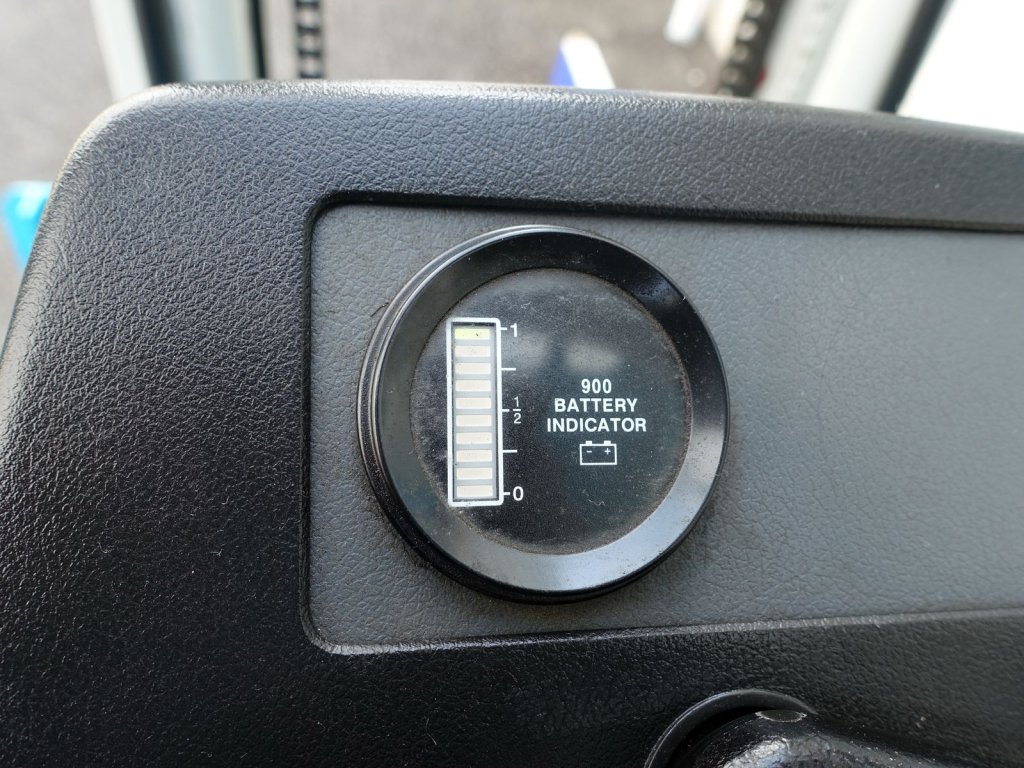 1
1/2
0
900
BATTERY
INDICATOR
- +